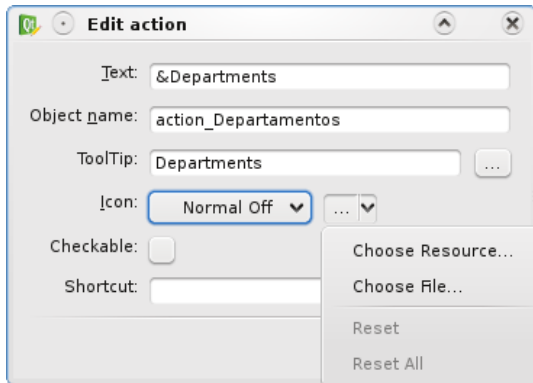 Edit action
Text: &Departments
Object name: action_Departamentos
ToolTip: Departments ...
Icon: Normal Off ...
Checkable:
Choose Resource...
Choose File...
Shortcut:
Reset
Reset All